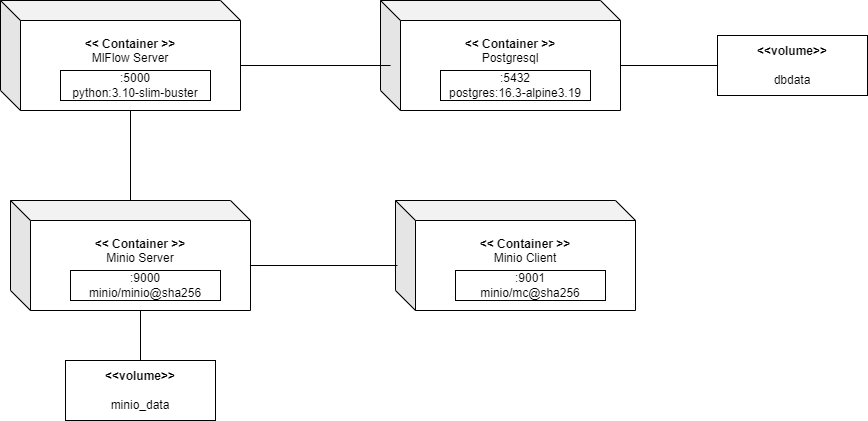 << Container >>
MlFlow Server
:5000
python:3.10-slim-buster
<< Container >>
Postgresql
:5432
postgres:16.3-alpine3.19
<<volume>>
dbdata
<< Container >>
Minio Server
:9000
minio/minio@sha256
<< Container >>
Minio Client
:9001
minio/mc@sha256
<<volume>>
minio_data